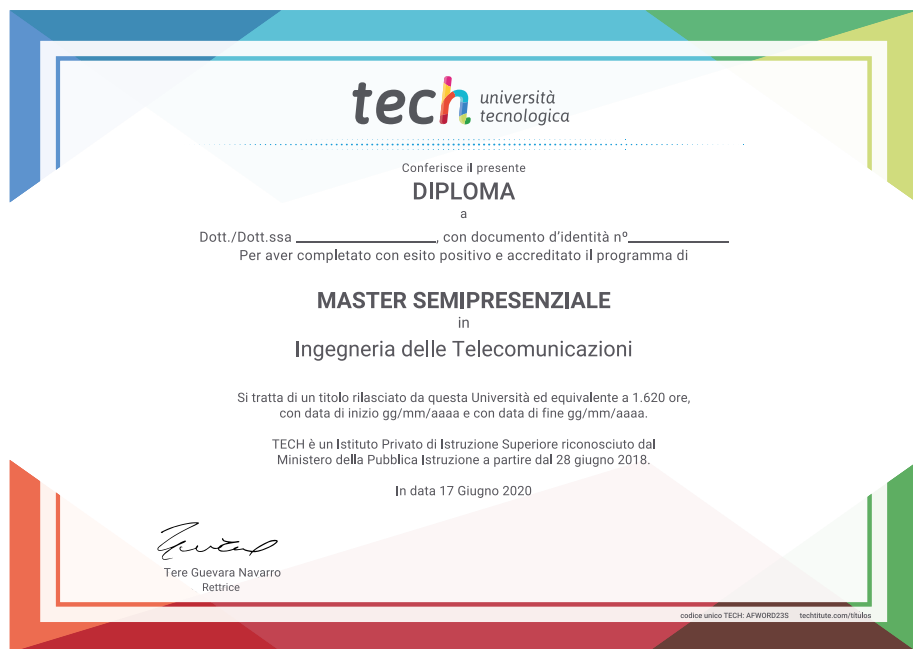 tech università
tecnologica
Conferisce il presente
DIPLOMA
a
Dott./Dott.ssa ________________, con documento d'identità nº____________
Per aver completato con esito positivo e accreditato il programma di
MASTER SEMIPRESENZIALE
in
Ingegneria delle Telecomunicazioni
Si tratta di un titolo rilasciato da questa Università ed equivalente a 1.620 ore,
con data di inizio gg/mm/aaaa e con data di fine gg/mm/aaaa.
TECH è un Istituto Privato di Istruzione Superiore riconosciuto dal
Ministero della Pubblica Istruzione a partire dal 28 giugno 2018.
In data 17 Giugno 2020
Tere Guevara Navarro
Rettrice
codice unico TECH: AFWORD23S techtitute.com/títulos